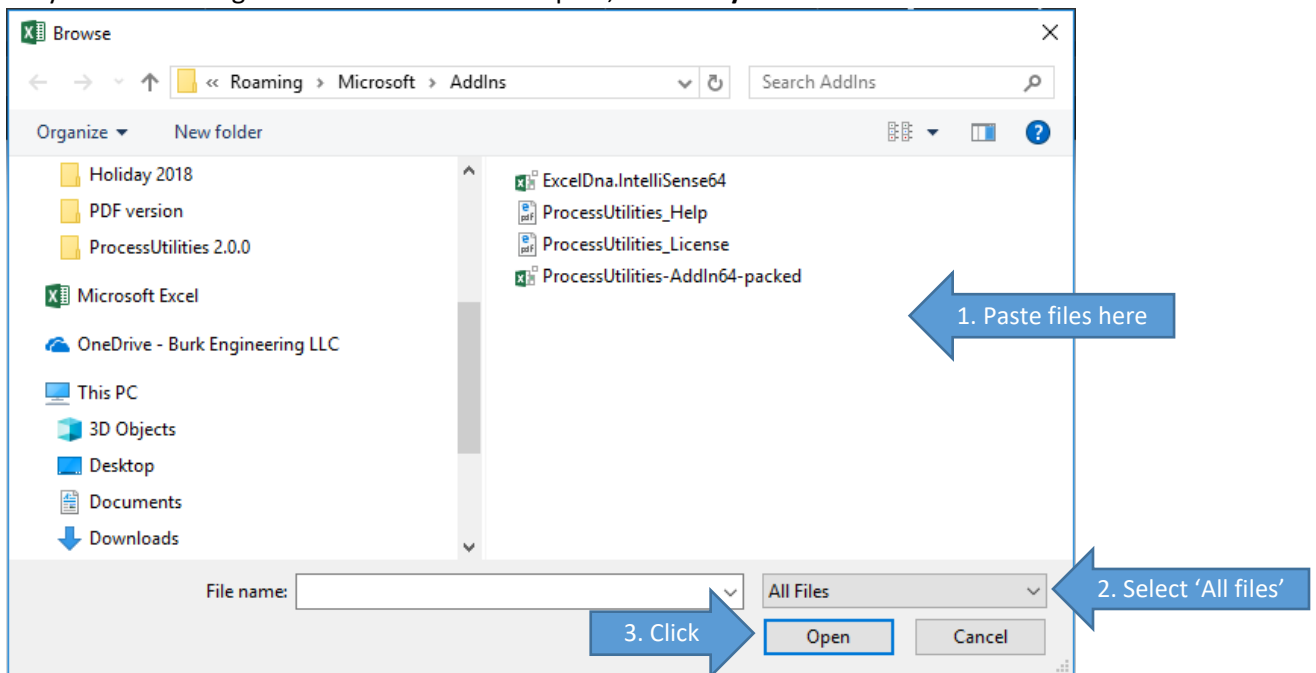 Browse
« Roaming > Microsoft > AddIns
Search AddIns
Organize
New folder
Holiday 2018
PDF version
ProcessUtilities 2.0.0
Microsoft Excel
OneDrive - Burk Engineering LLC
This PC
3D Objects
Desktop
Documents
Downloads
ExcelDna.IntelliSense64
ProcessUtilities_Help
ProcessUtilities_License
ProcessUtilities-AddIn64-packed
1. Paste files here
File name:
All Files
2. Select ‘All files’
3. Click
Open
Cancel